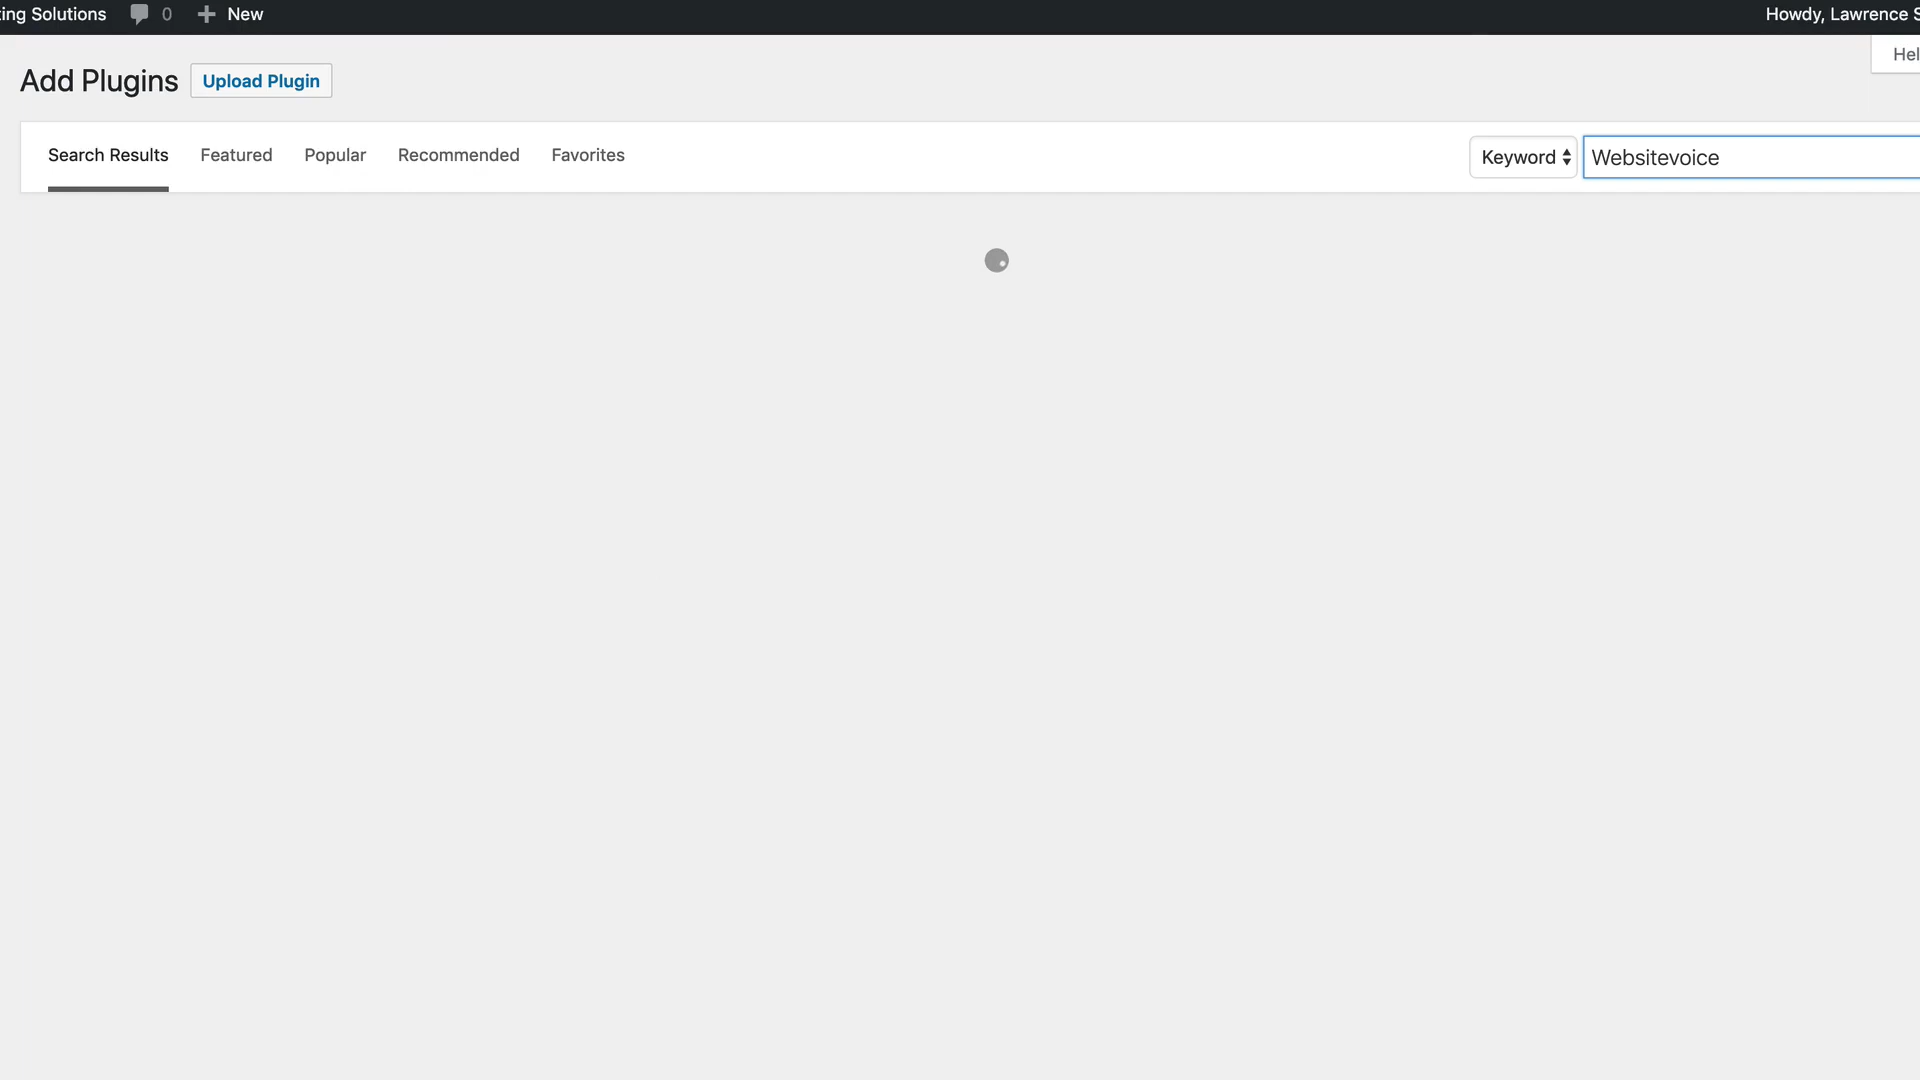 ing Solutions 0 New Howdy, Lawrence S
Hel
Add Plugins Upload Plugin
Search Results Featured Popular Recommended Favorites Keyword Websitevoice